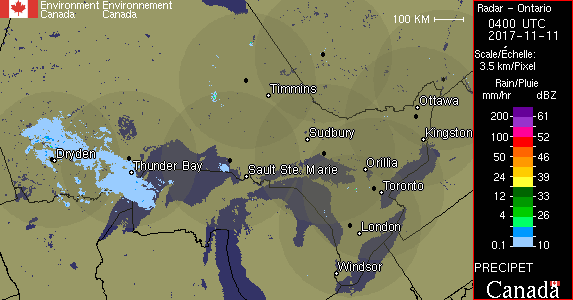 Environment Environnement
Canada Canada
100 KM
Timmins
Ottawa
Sudbury
Kingston
Dryden
Thunder Bay
Sault Ste. Marie
Orillia
Toronto
London
Windsor
Radar - Ontario
0400 UTC
2017-11-11
Scale/Échelle:
3.5 km/Pixel
Rain/Pluie
mm/hr dBZ
200 61
100 52
50 46
24 39
12 33
4 26
0.1 10
PRECIPET
Canada